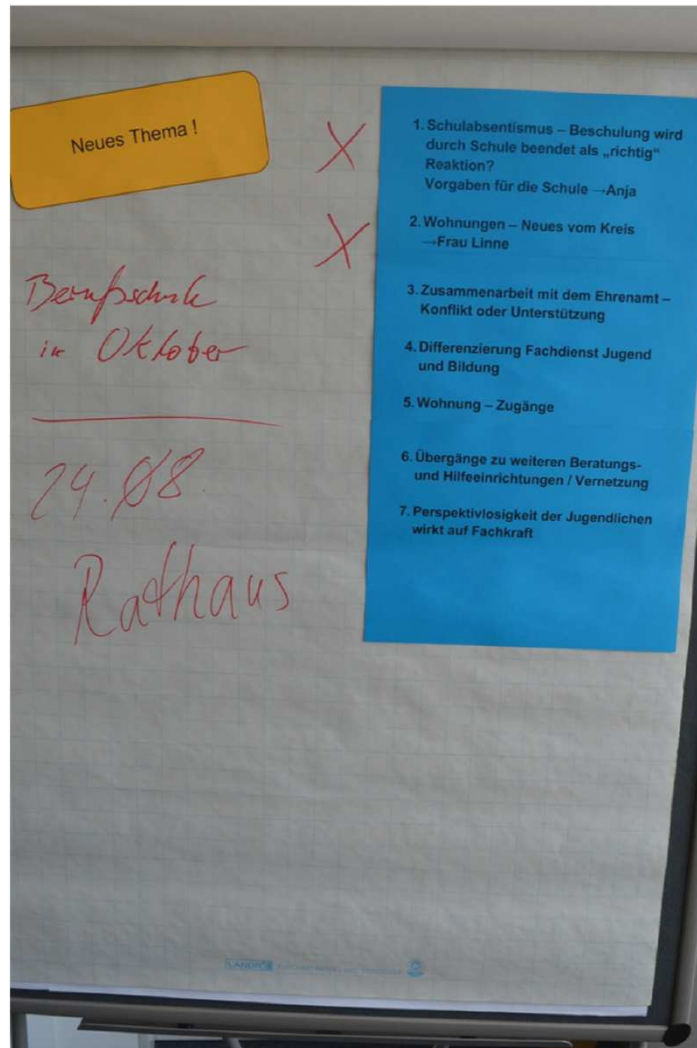 Neues Thema !
Berufsschule
in Oktober
24.08
Rathaus
X
X
1. Schulabsentismus – Beschulung wird
durch Schule beendet als „richtig“
Reaktion?
Vorgaben für die Schule →Anja
2. Wohnungen – Neues vom Kreis
→Frau Linne
3. Zusammenarbeit mit dem Ehrenamt –
Konflikt oder Unterstützung
4. Differenzierung Fachdienst Jugend
und Bildung
5. Wohnung – Zugänge
6. Übergänge zu weiteren Beratungs-
und Hilfeeinrichtungen / Vernetzung
7. Perspektivlosigkeit der Jugendlichen
wirkt auf Fachkraft